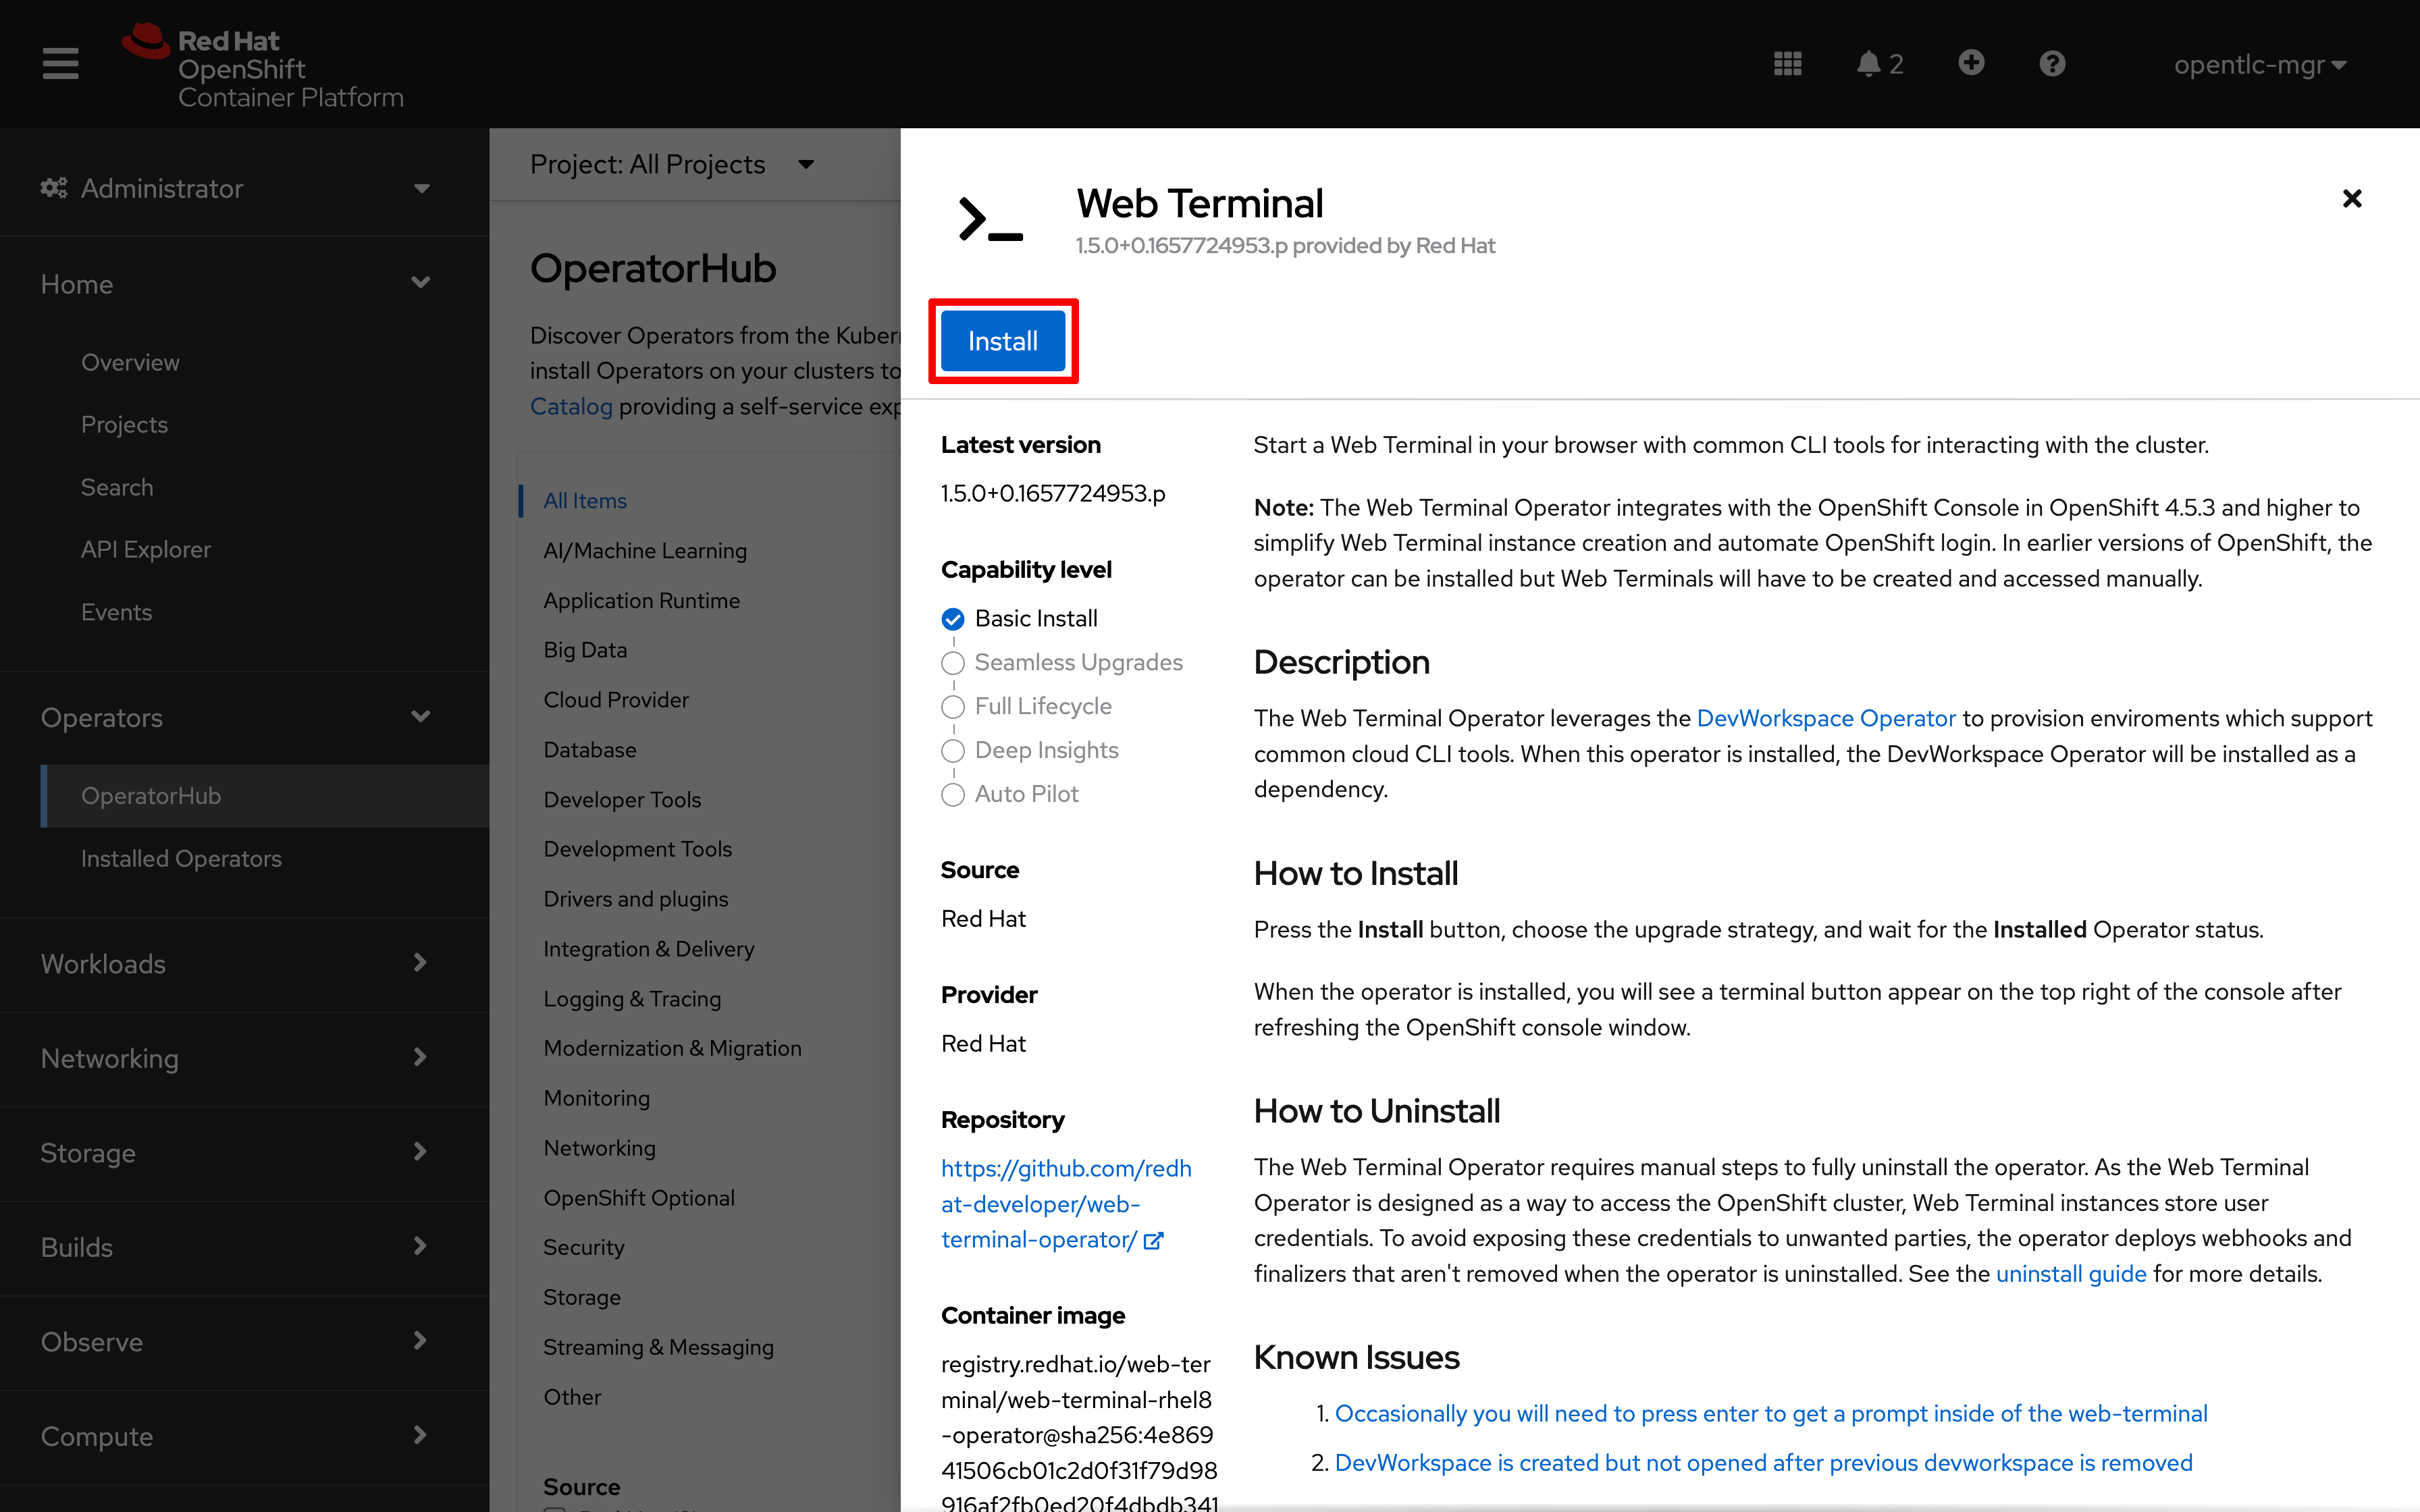 Red Hat
OpenShift
Container Platform
2
opentlc-mgr
Administrator
Home
Overview
Projects
Search
API Explorer
Events
Operators
OperatorHub
Installed Operators
Workloads
Networking
Storage
Builds
Observe
Compute
Project: All Projects
OperatorHub
Discover Operators from the Kuber
install Operators on your clusters to
Catalog providing a self-service exp
All Items
AI/Machine Learning
Application Runtime
Big Data
Cloud Provider
Database
Developer Tools
Development Tools
Drivers and plugins
Integration & Delivery
Logging & Tracing
Modernization & Migration
Monitoring
Networking
OpenShift Optional
Security
Storage
Streaming & Messaging
Other
Source
Web Terminal
1.5.0+0.1657724953.p provided by Red Hat
Install
Latest version
1.5.0+0.1657724953.p
Capability level
Basic Install
Seamless Upgrades
Full Lifecycle
Deep Insights
Auto Pilot
Source
Red Hat
Provider
Red Hat
Repository
https://github.com/redh
at-developer/web-
terminal-operator/
Container image
registry.redhat.io/web-ter
minal/web-terminal-rhel8
-operator@sha256:4e869
41506cb01c2d0f31f79d98
916af2fb0ed20f4dbdb341
Start a Web Terminal in your browser with common CLI tools for interacting with the cluster.
Note: The Web Terminal Operator integrates with the OpenShift Console in OpenShift 4.5.3 and higher to
simplify Web Terminal instance creation and automate OpenShift login. In earlier versions of OpenShift, the
operator can be installed but Web Terminals will have to be created and accessed manually.
Description
The Web Terminal Operator leverages the DevWorkspace Operator to provision enviroments which support
common cloud CLI tools. When this operator is installed, the DevWorkspace Operator will be installed as a
dependency.
How to Install
Press the Install button, choose the upgrade strategy, and wait for the Installed Operator status.
When the operator is installed, you will see a terminal button appear on the top right of the console after
refreshing the OpenShift console window.
How to Uninstall
The Web Terminal Operator requires manual steps to fully uninstall the operator. As the Web Terminal
Operator is designed as a way to access the OpenShift cluster, Web Terminal instances store user
credentials. To avoid exposing these credentials to unwanted parties, the operator deploys webhooks and
finalizers that aren't removed when the operator is uninstalled. See the uninstall guide for more details.
Known Issues
1. Occasionally you will need to press enter to get a prompt inside of the web-terminal
2. DevWorkspace is created but not opened after previous devworkspace is removed